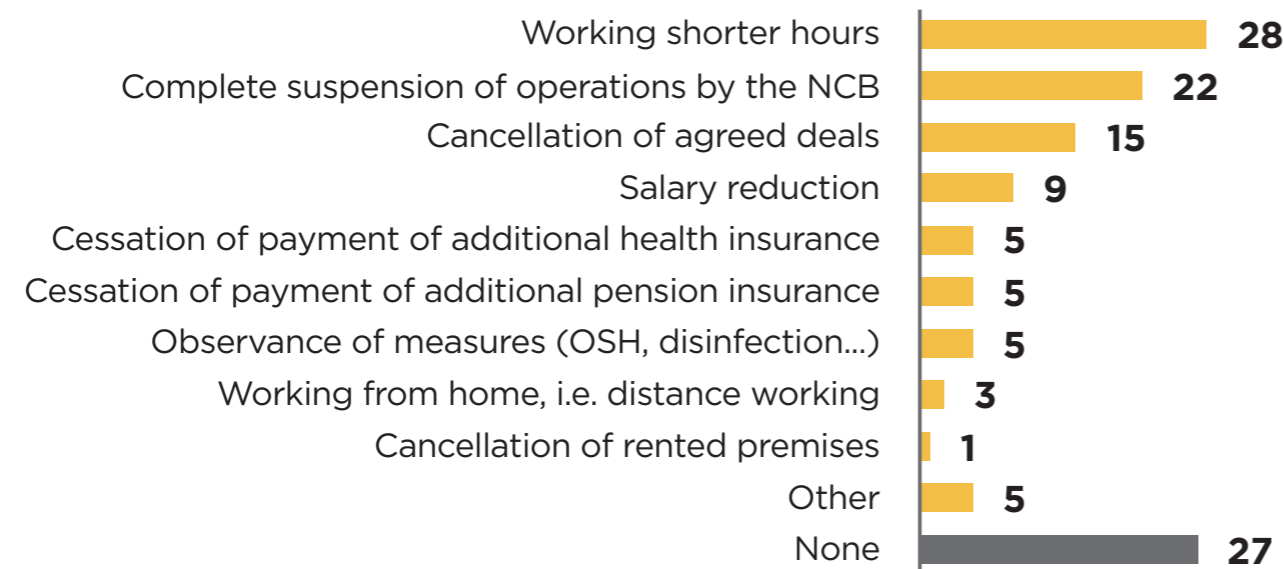 Working shorter hours 28
Complete suspension of operations by the NCB 22
Cancellation of agreed deals 15
Salary reduction 9
Cessation of payment of additional health insurance 5
Cessation of payment of additional pension insurance 5
Observance of measures (OSH, disinfection...) 5
Working from home, i.e. distance working 3
Cancellation of rented premises 1
Other 5
None 27